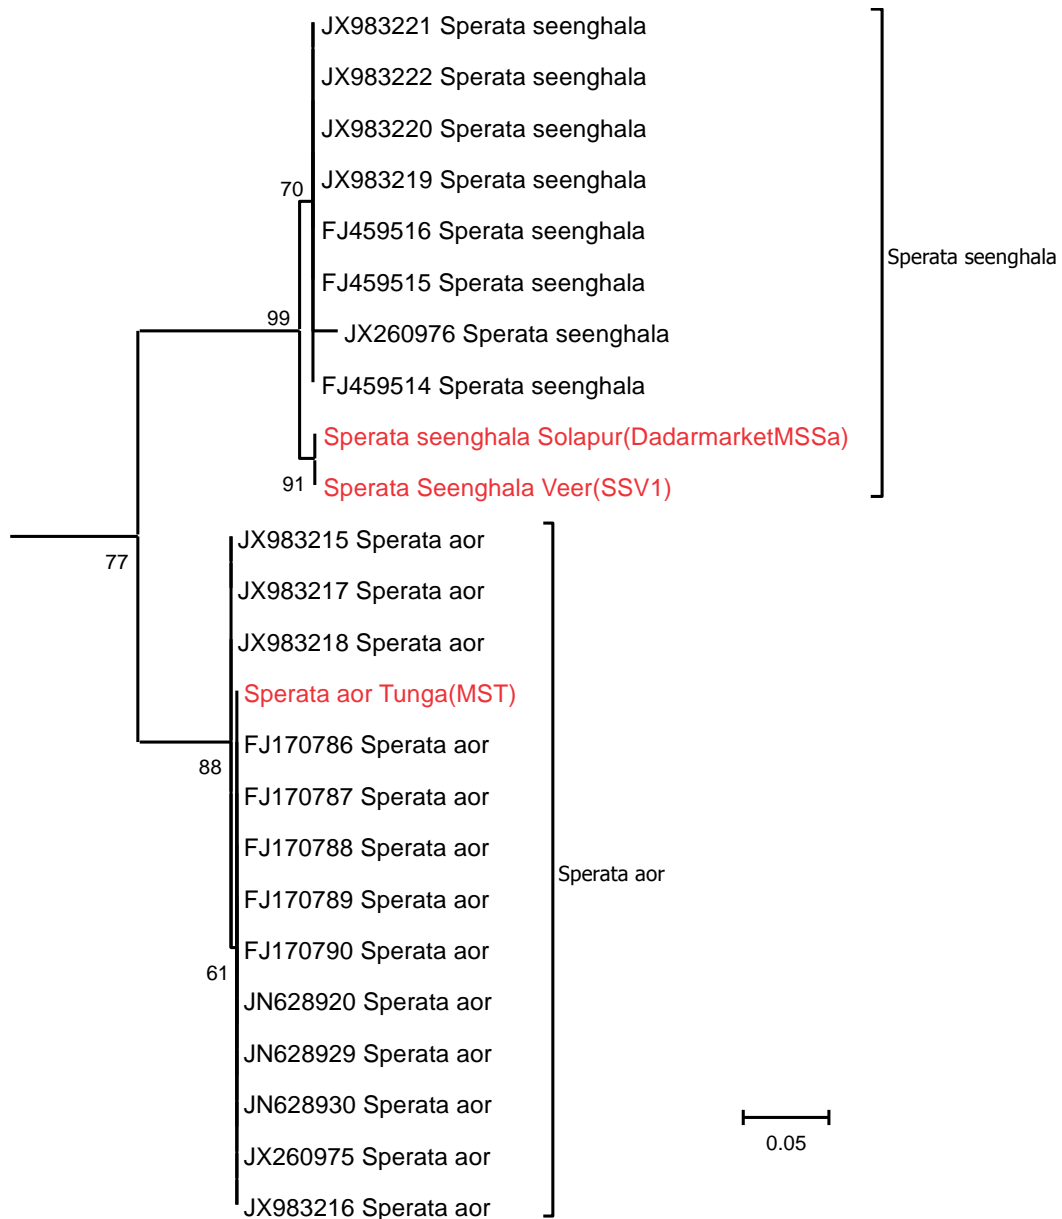 JX983221 Sperata seenghala
JX983222 Sperata seenghala
JX983220 Sperata seenghala
JX983219 Sperata seenghala
70
FJ459516 Sperata seenghala
Sperata seenghala
FJ459515 Sperata seenghala
99
JX260976 Sperata seenghala
FJ459514 Sperata seenghala
Sperata seenghala Solapur(DadarmarketMSSa)
91
Sperata Seenghala Veer(SSV1)
JX983215 Sperata aor
77
JX983217 Sperata aor
JX983218 Sperata aor
Sperata aor Tunga(MST)
FJ170786 Sperata aor
88
FJ170787 Sperata aor
FJ170788 Sperata aor
Sperata aor
FJ170789 Sperata aor
FJ170790 Sperata aor
61
JN628920 Sperata aor
JN628929 Sperata aor
JN628930 Sperata aor
0.05
JX260975 Sperata aor
JX983216 Sperata aor